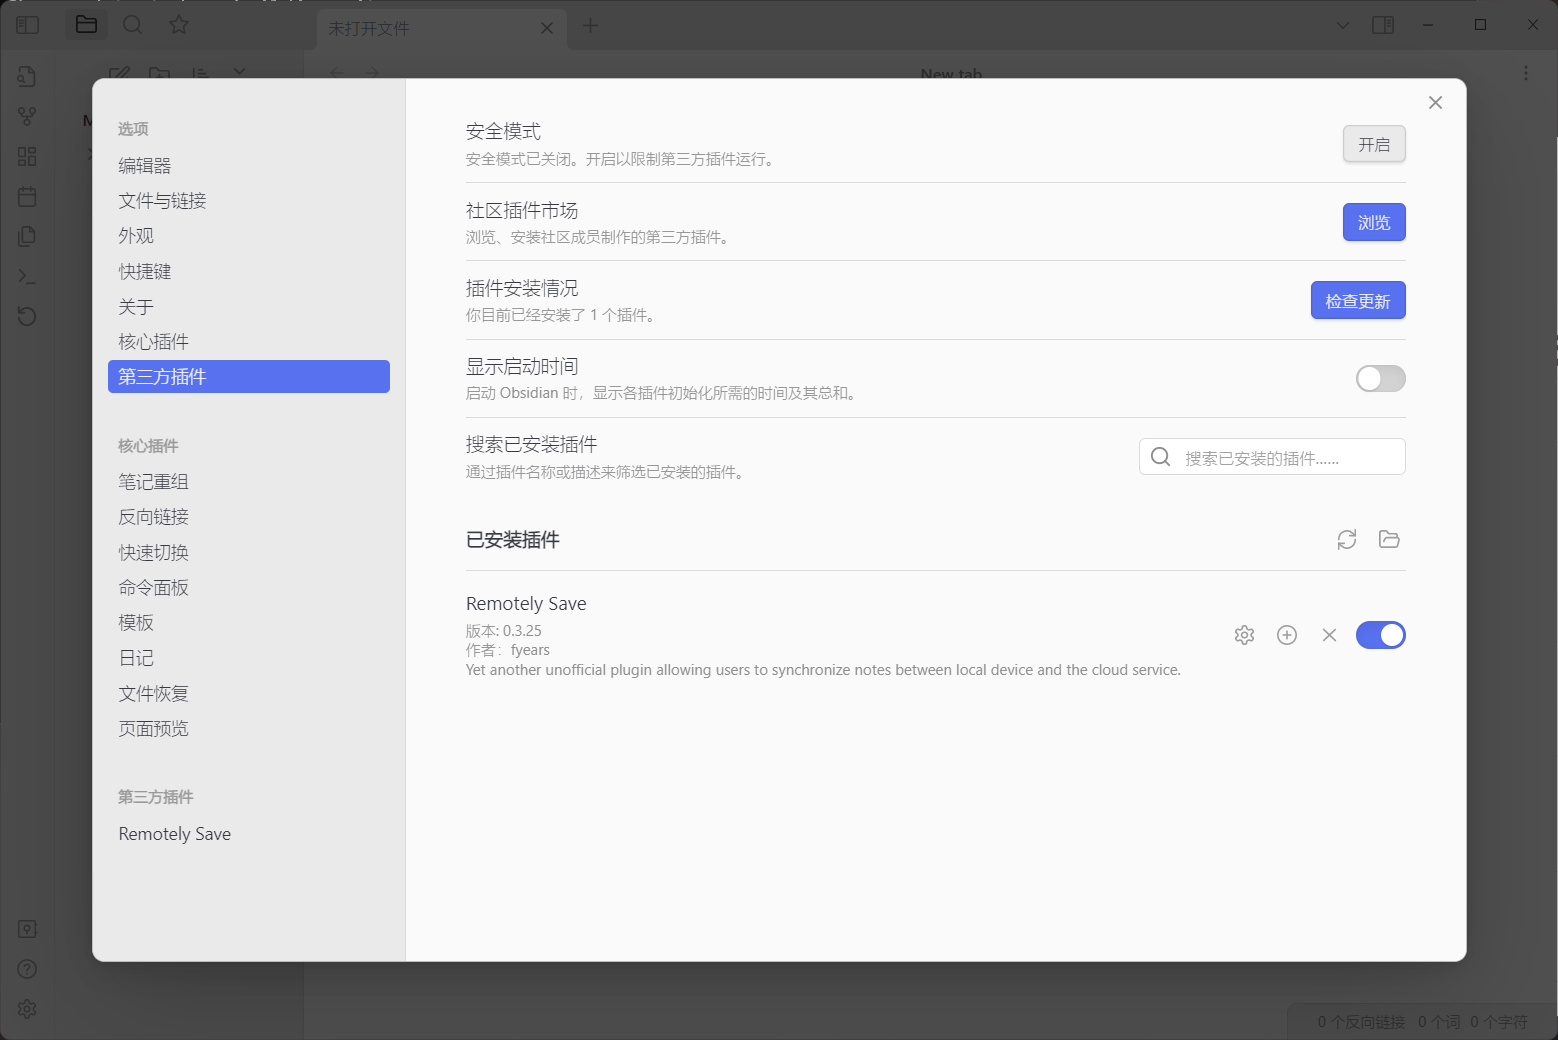 未打开文件
New tab
选项
编辑器
文件与链接
外观
快捷键
关于
核心插件
第三方插件
核心插件
笔记重组
反向链接
快速切换
命令面板
模板
日记
文件恢复
页面预览
第三方插件
Remotely Save
安全模式
安全模式已关闭。开启以限制第三方插件运行。
开启
社区插件市场
浏览、安装社区成员制作的第三方插件。
浏览
插件安装情况
你目前已经安装了 1 个插件。
检查更新
显示启动时间
启动 Obsidian 时，显示各插件初始化所需的时间及其总和。
搜索已安装插件
通过插件名称或描述来筛选已安装的插件。
搜索已安装的插件......
已安装插件
Remotely Save
版本: 0.3.25
作者：fyears
Yet another unofficial plugin allowing users to synchronize notes between local device and the cloud service.
0 个反向链接 0 个词 0 个字符